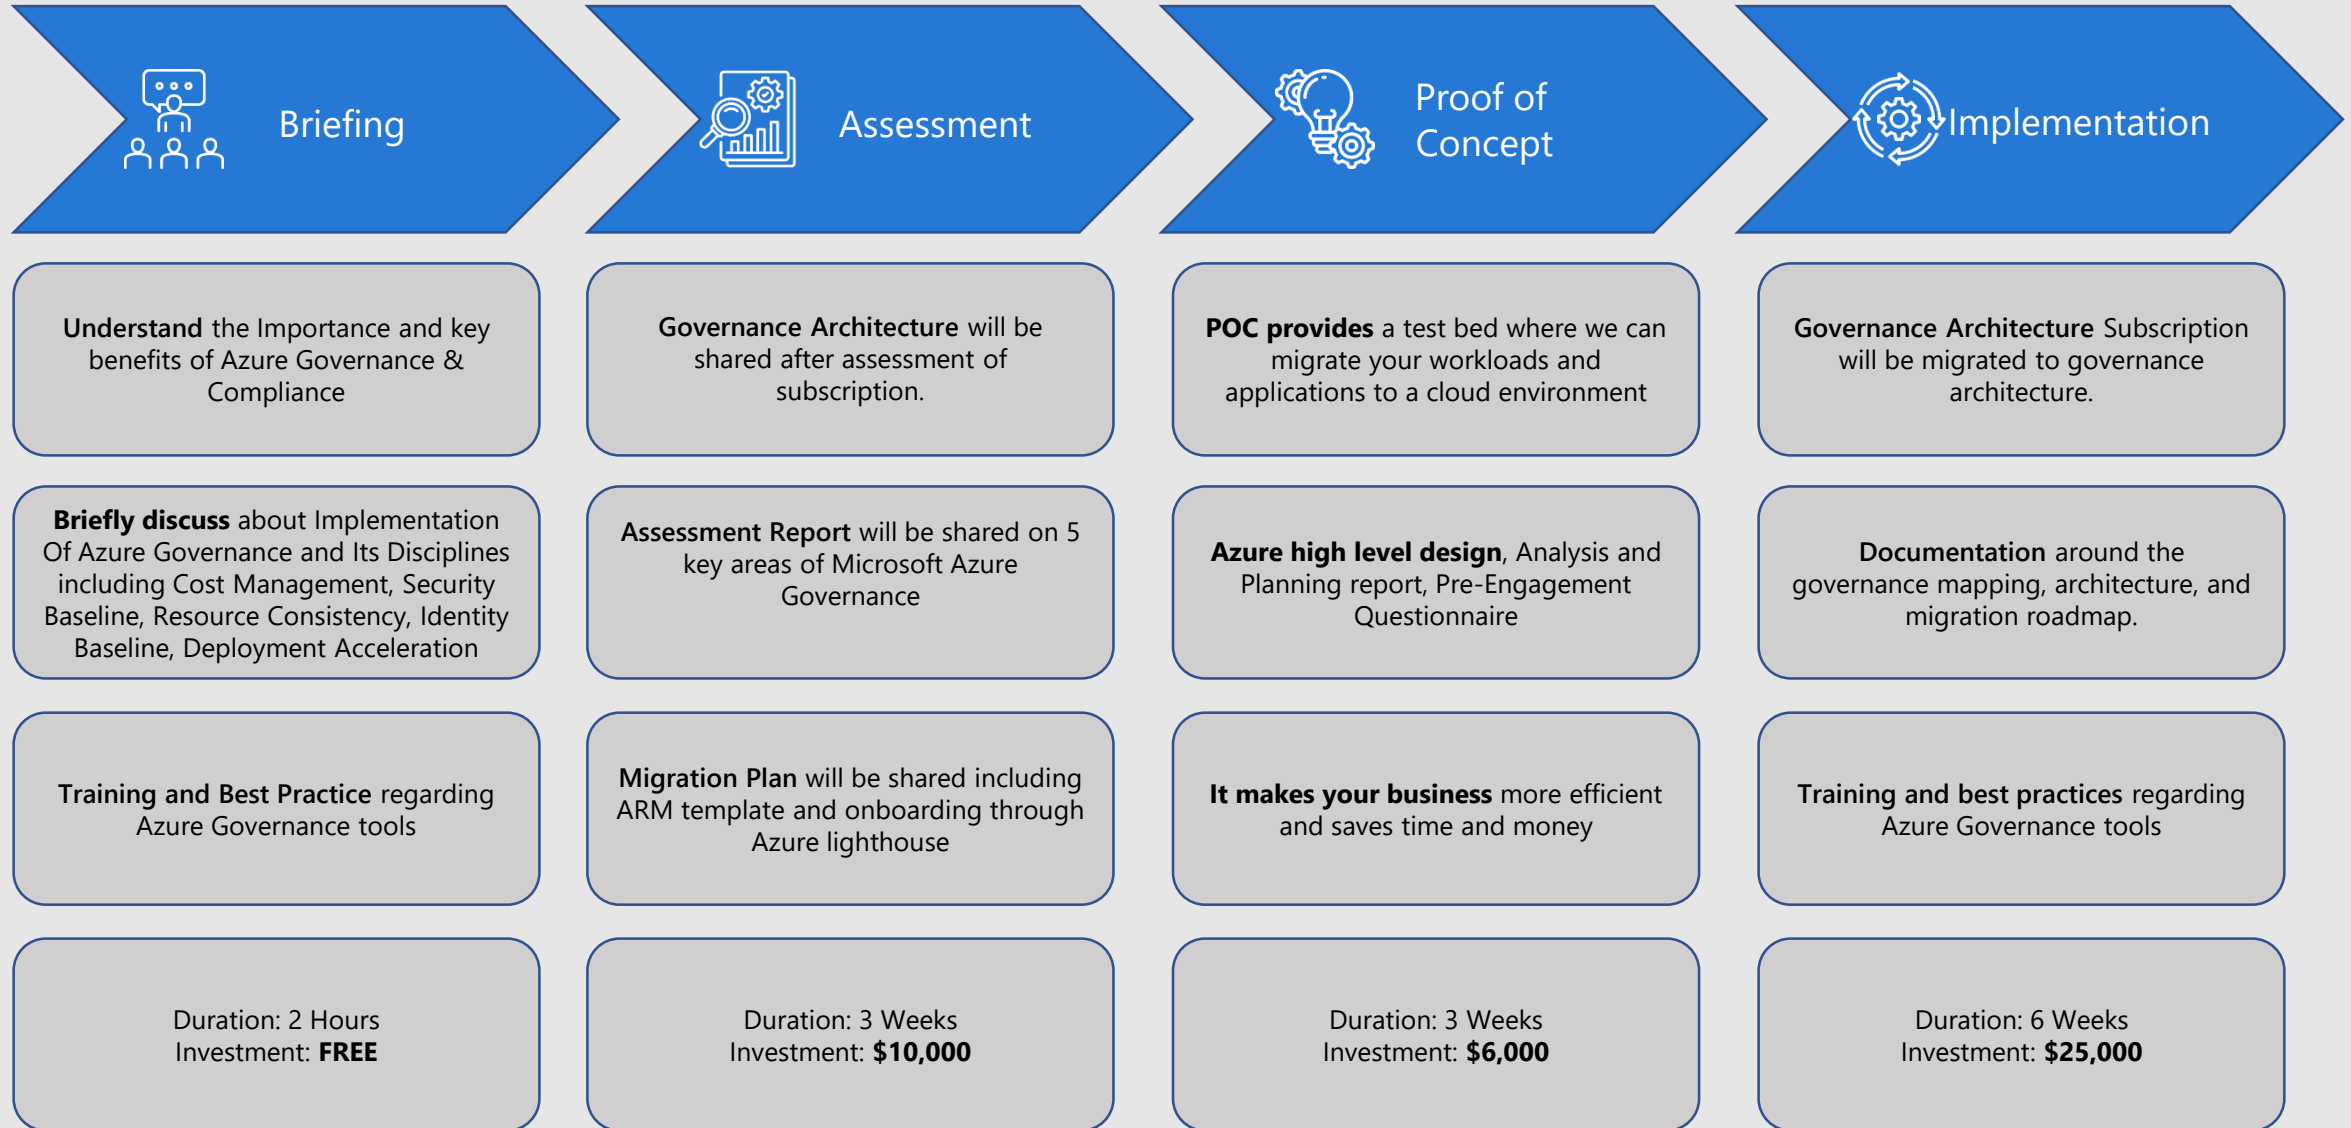 Briefing
Assessment
Proof of
Concept
Implementation
Understand the Importance and key
benefits of Azure Governance &
Compliance
Governance Architecture will be
shared after assessment of
subscription.
POC provides a test bed where we can
migrate your workloads and
applications to a cloud environment
Governance Architecture Subscription
will be migrated to governance
architecture.
Briefly discuss about Implementation
Of Azure Governance and Its Disciplines
including Cost Management, Security
Baseline, Resource Consistency, Identity
Baseline, Deployment Acceleration
Assessment Report will be shared on 5
key areas of Microsoft Azure
Governance
Azure high level design, Analysis and
Planning report, Pre-Engagement
Questionnaire
Documentation around the
governance mapping, architecture, and
migration roadmap.
Training and Best Practice regarding
Azure Governance tools
Migration Plan will be shared including
ARM template and onboarding through
Azure lighthouse
It makes your business more efficient
and saves time and money
Training and best practices regarding
Azure Governance tools
Duration: 2 Hours
Investment: FREE
Duration: 3 Weeks
Investment: $10,000
Duration: 3 Weeks
Investment: $6,000
Duration: 6 Weeks
Investment: $25,000